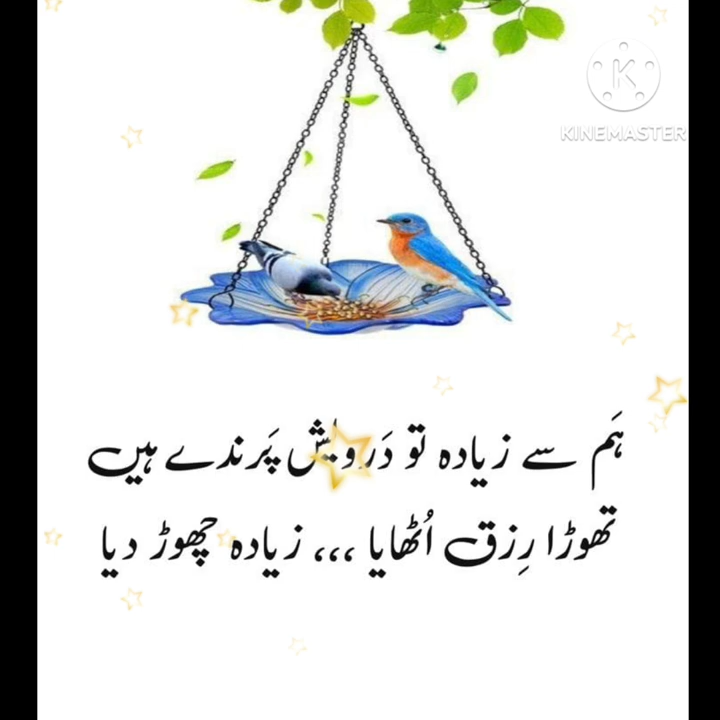 KINEMASTER
ہَم سے زیادہ تو دَرویش پَرندے ہیں
تھوڑا رِزق اُٹھایا ,,, زیادہ چھوڑ دیا